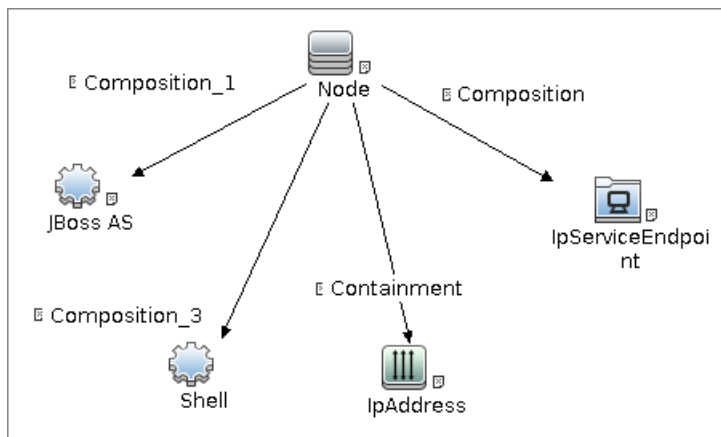 Node
Composition_1
Composition
JBoss AS
IpServiceEndpoi
nt
Containment
Composition_3
Shell
IpAddress